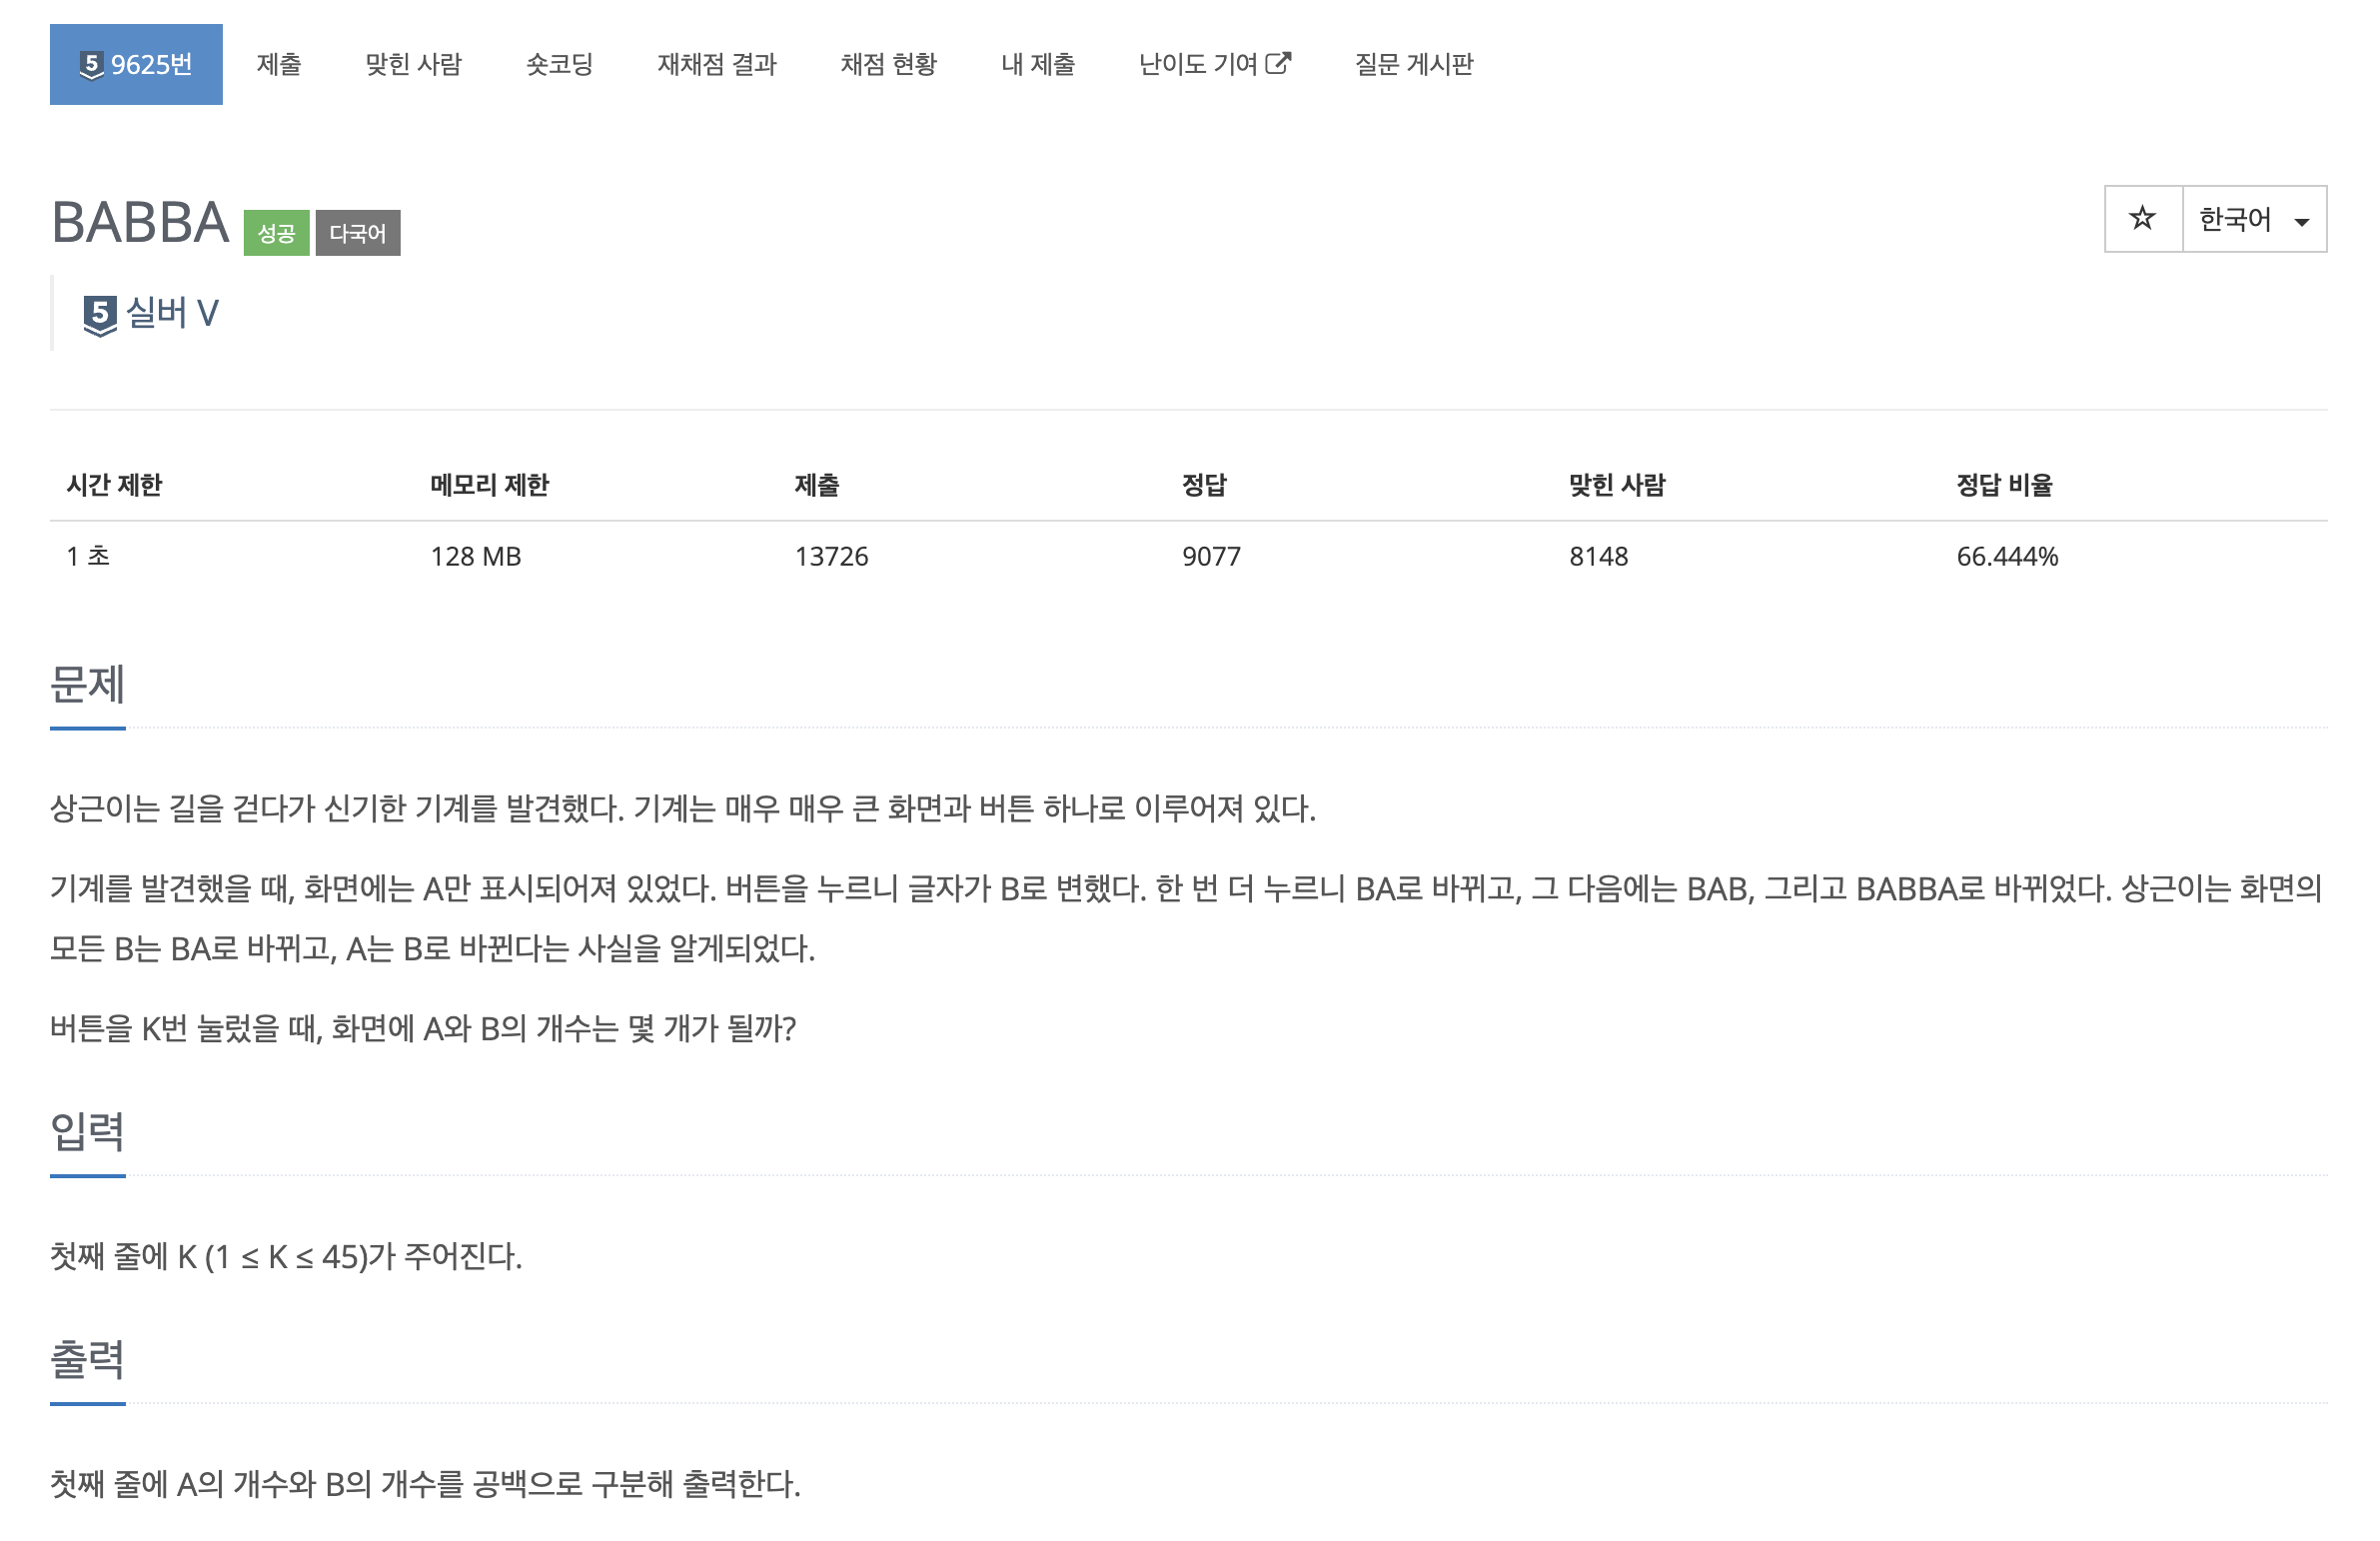 5 9625번 제출 맞힌 사람 숏코딩 재채점 결과 채점 현황 내 제출 난이도 기여 질문 게시판
BABBA 성공 다국어 한국어
5 실버 V
시간 제한 메모리 제한 제출 정답 맞힌 사람 정답 비율
1 초 128 MB 13726 9077 8148 66.444%
문제
상근이는 길을 걷다가 신기한 기계를 발견했다. 기계는 매우 매우 큰 화면과 버튼 하나로 이루어져 있다.
기계를 발견했을 때, 화면에는 A만 표시되어져 있었다. 버튼을 누르니 글자가 B로 변했다. 한 번 더 누르니 BA로 바뀌고, 그 다음에는 BAB, 그리고 BABBA로 바뀌었다. 상근이는 화면의
모든 B는 BA로 바뀌고, A는 B로 바뀐다는 사실을 알게되었다.
버튼을 K번 눌렀을 때, 화면에 A와 B의 개수는 몇 개가 될까?
입력
첫째 줄에 K (1 ≤ K ≤ 45)가 주어진다.
출력
첫째 줄에 A의 개수와 B의 개수를 공백으로 구분해 출력한다.